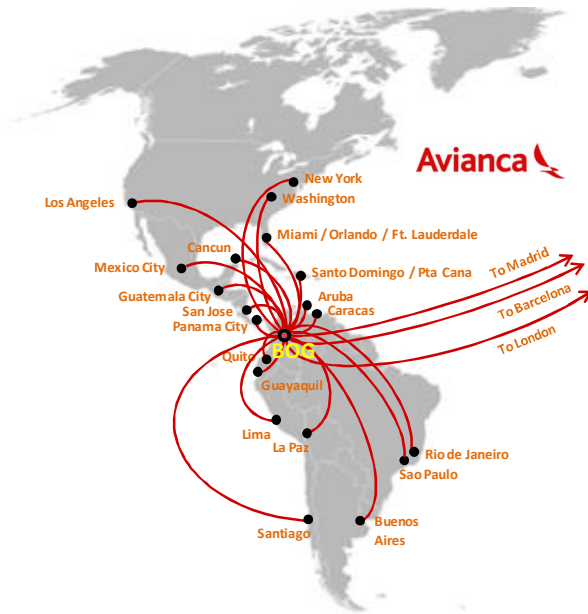 Avianca
New York
Washington
Los Angeles
Miami / Orlando / Ft. Lauderdale
Cancun
Mexico City
Santo Domingo / Pta Cana
To Madrid
Guatemala City
Aruba
San Jose
Caracas
To Barcelona
Panama City
To London
BOG
Quito
Guayaquil
Lima
La Paz
Rio de Janeiro
Sao Paulo
Santiago
Buenos
Aires